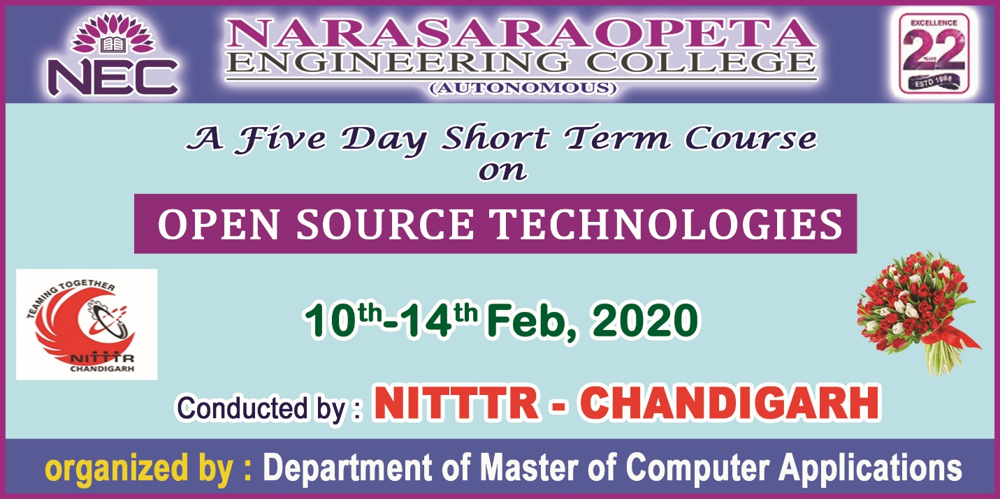 NEC
NARASARAOPETA
ENGINEERING COLLEGE
(AUTONOMOUS)
EXCELLENCE
22
YEARS
ESTD 1998
A Five Day Short Term Course
on
OPEN SOURCE TECHNOLOGIES
TEAMING TOGETHER
NITTTR
CHANDIGARH
10th-14th Feb, 2020
Conducted by : NITTTR - CHANDIGARH
organized by : Department of Master of Computer Applications